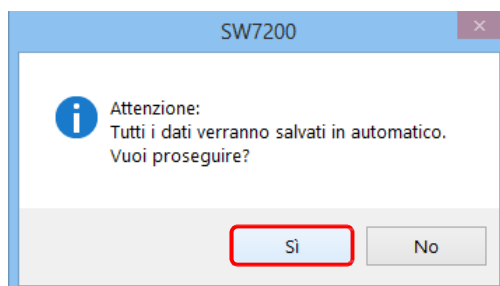 SW7200
Attenzione:
Tutti i dati verranno salvati in automatico.
Vuoi proseguire?
Sì
No